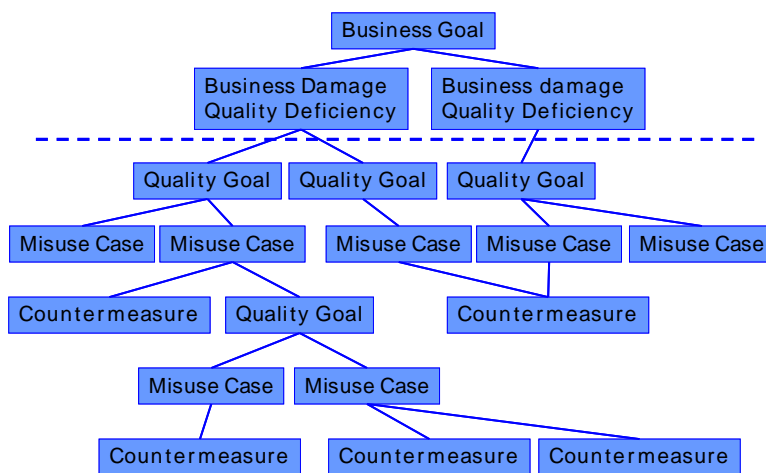 Business Goal
Business Damage
Quality Deficiency
Business damage
Quality Deficiency
Quality Goal
Quality Goal
Quality Goal
Misuse Case
Misuse Case
Misuse Case
Misuse Case
Misuse Case
Countermeasure
Quality Goal
Countermeasure
Misuse Case
Misuse Case
Countermeasure
Countermeasure
Countermeasure